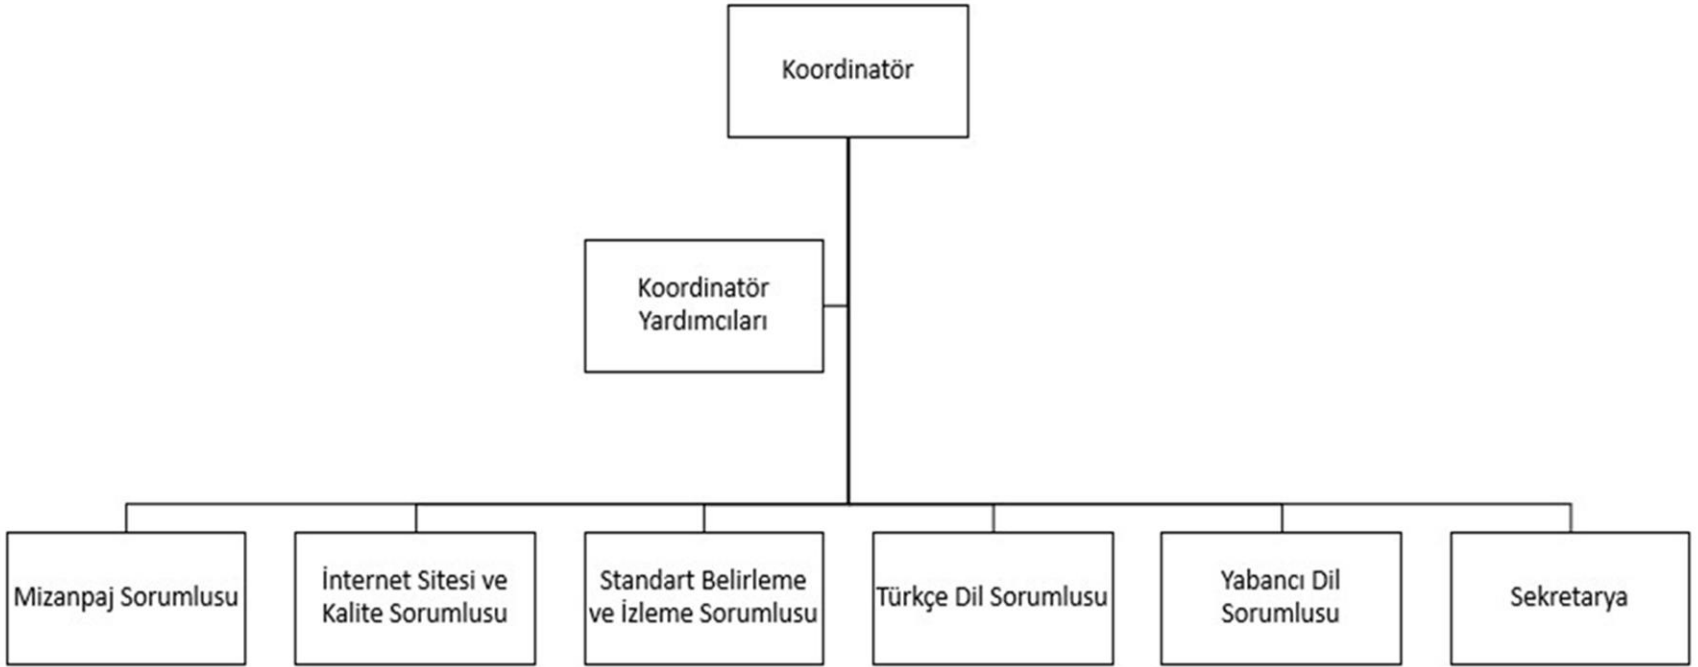 Koordinatör
Koordinatör
Yardımcıları
Mizanpaj Sorumlusu
İnternet Sitesi ve
Kalite Sorumlusu
Standart Belirleme
ve İzleme Sorumlusu
Türkçe Dil Sorumlusu
Yabancı Dil
Sorumlusu
Sekretarya